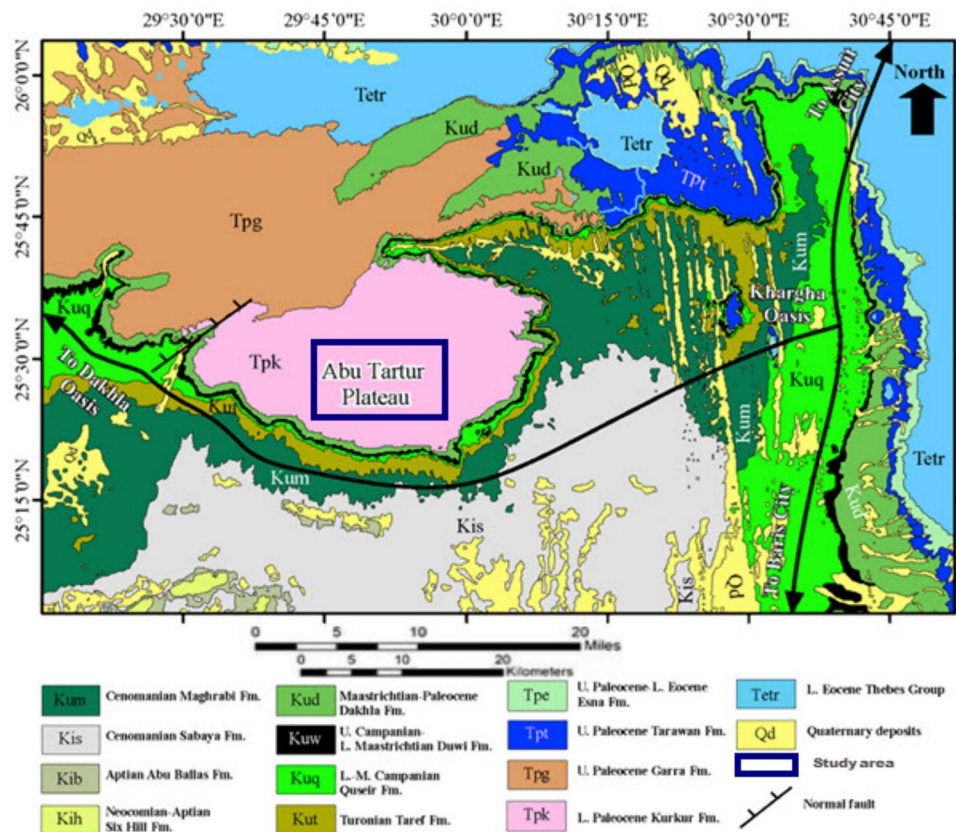 29°30'0"E 29°45'0"E 30°0'0"E 30°15'0"E 30°30'0"E 30°45'0"E
26°0'0"N
25°45'0"N
25°30'0"N
25°15'0"N
To Assiut
City
North
Tetr
Qd
Qd
Qd
Kud
Tetr
Kud
Tpt
Tpg
Kum
Kuq
Khargha
Oasis
Tpk
Abu Tartur
Plateau
To Dakhla
Oasis
Kut
Kuq
Kum
Kum
Qd
Tetr
Kud
Kis
Kis
Qd
To Baris City
0 5 10 20
Miles
0 5 10 20
Kilometers
Kum Cenomanian Maghrabi Fm.
Kis Cenomanian Sabaya Fm.
Kib Aptian Abu Ballas Fm.
Kih Neocomian-Aptian
Six Hill Fm.
Kud Maastrichtian-Paleocene
Dakhla Fm.
Kuw U. Campanian-
L. Maastrichtian Duwi Fm.
Kuq L.-M. Campanian
Quseir Fm.
Kut Turonian Taref Fm.
Tpe U. Paleocene-L. Eocene
Esna Fm.
Tpt U. Paleocene Tarawan Fm.
Tpg U. Paleocene Garra Fm.
Tpk L. Paleocene Kurkur Fm.
Tetr L. Eocene Thebes Group
Qd Quaternary deposits
Study area
Normal fault